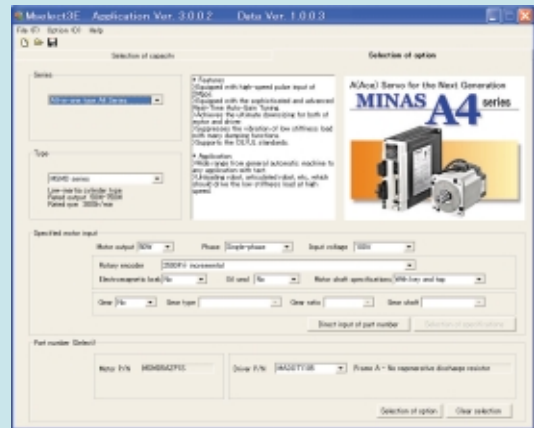 Mselect3E Application Ver. 3.0.0.2 Data Ver. 1.0.0.3
File (F) Option (O) Help
Selection of capacity Selection of option
Series
All-in-one type A4 Series
* Features
Equipped with high-speed pulse input of
Equipped with the sophisticated and advanced
Real-Time Auto-Gain Tuning
Achieves the ultimate downsizing for both of
motor and driver
Suppresses the vibration of low stiffness load
with many damping functions.
Supports the CE/UL standards.
* Application
Wide range from general automatic machine to
any application with
Unloading robot, articulated robot, etc. which
should drive the low stiffness load at high
speed
A(Ace) Servo for the Next Generation
MINAS A4 series
Type
MSMD series
Low-inertia cylinder type
Rated output 50W-750W
Rated 3000r/min
Specified motor input
Motor output 50W Phase Single-phase Input voltage 100V
Rotary encoder 2500P/r incremental
Electromagnetic No Oil seal No Motor shaft specifications With key and tap
Gear No Gear type Gear ratio Gear shaft
Direct input of part number Selection of specifications
Part number (Select)
Motor P/N Driver P/N Frame A - No regenerative discharge resistor
Selection of option Clear selection